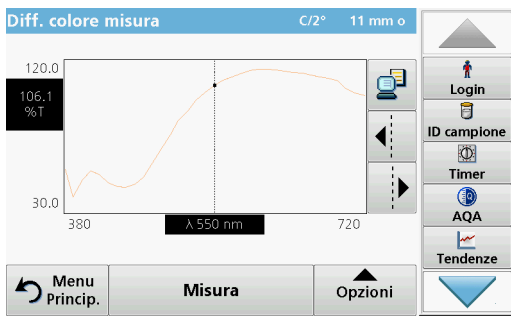 Diff. colore misura C/2° 11 mm o
120.0
106.1
%T
30.0
380 λ 550 nm 720
Menu
Princip.
Misura
Opzioni
Login
ID campione
Timer
AQA
Tendenze